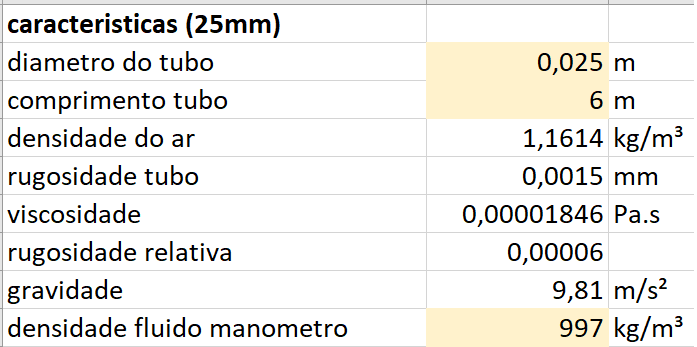 caracteristicas (25mm)
diametro do tubo 0,025 m
comprimento tubo 6 m
densidade do ar 1,1614 kg/m³
rugosidade tubo 0,0015 mm
viscosidade 0,00001846 Pa.s
rugosidade relativa 0,00006
gravidade 9,81 m/s²
densidade fluido manometro 997 kg/m³